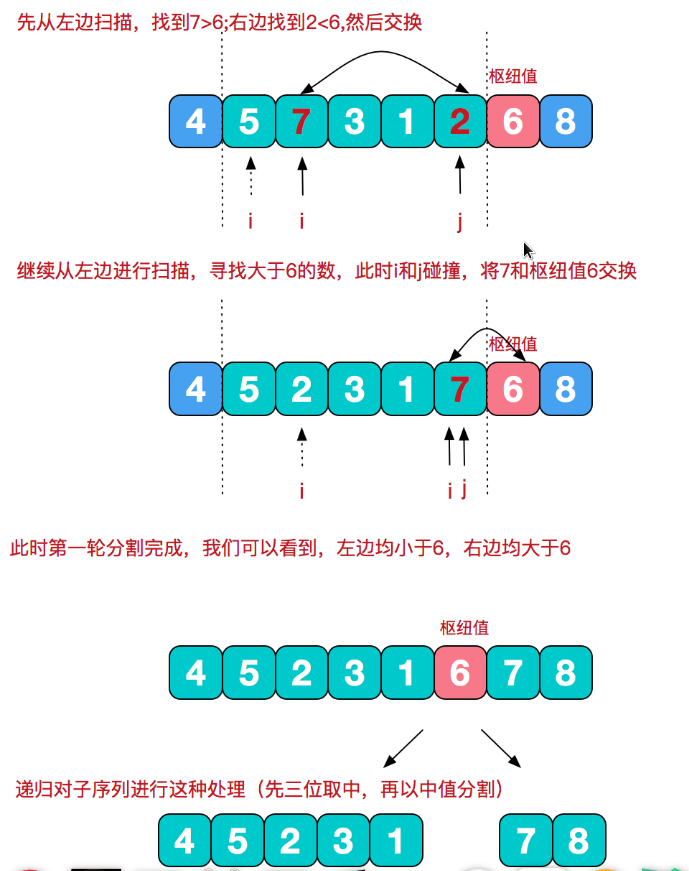 先从左边扫描，找到7>6;右边找到2<6,然后交换
枢纽值
4 5 7 3 1 2 6 8
i i j
继续从左边进行扫描，寻找大于6的数，此时i和j碰撞，将7和枢纽值6交换
枢纽值
4 5 2 3 1 7 6 8
i i j
此时第一轮分割完成，我们可以看到，左边均小于6，右边均大于6
枢纽值
4 5 2 3 1 6 7 8
递归对子序列进行这种处理（先三位取中，再以中值分割）
4 5 2 3 1 7 8